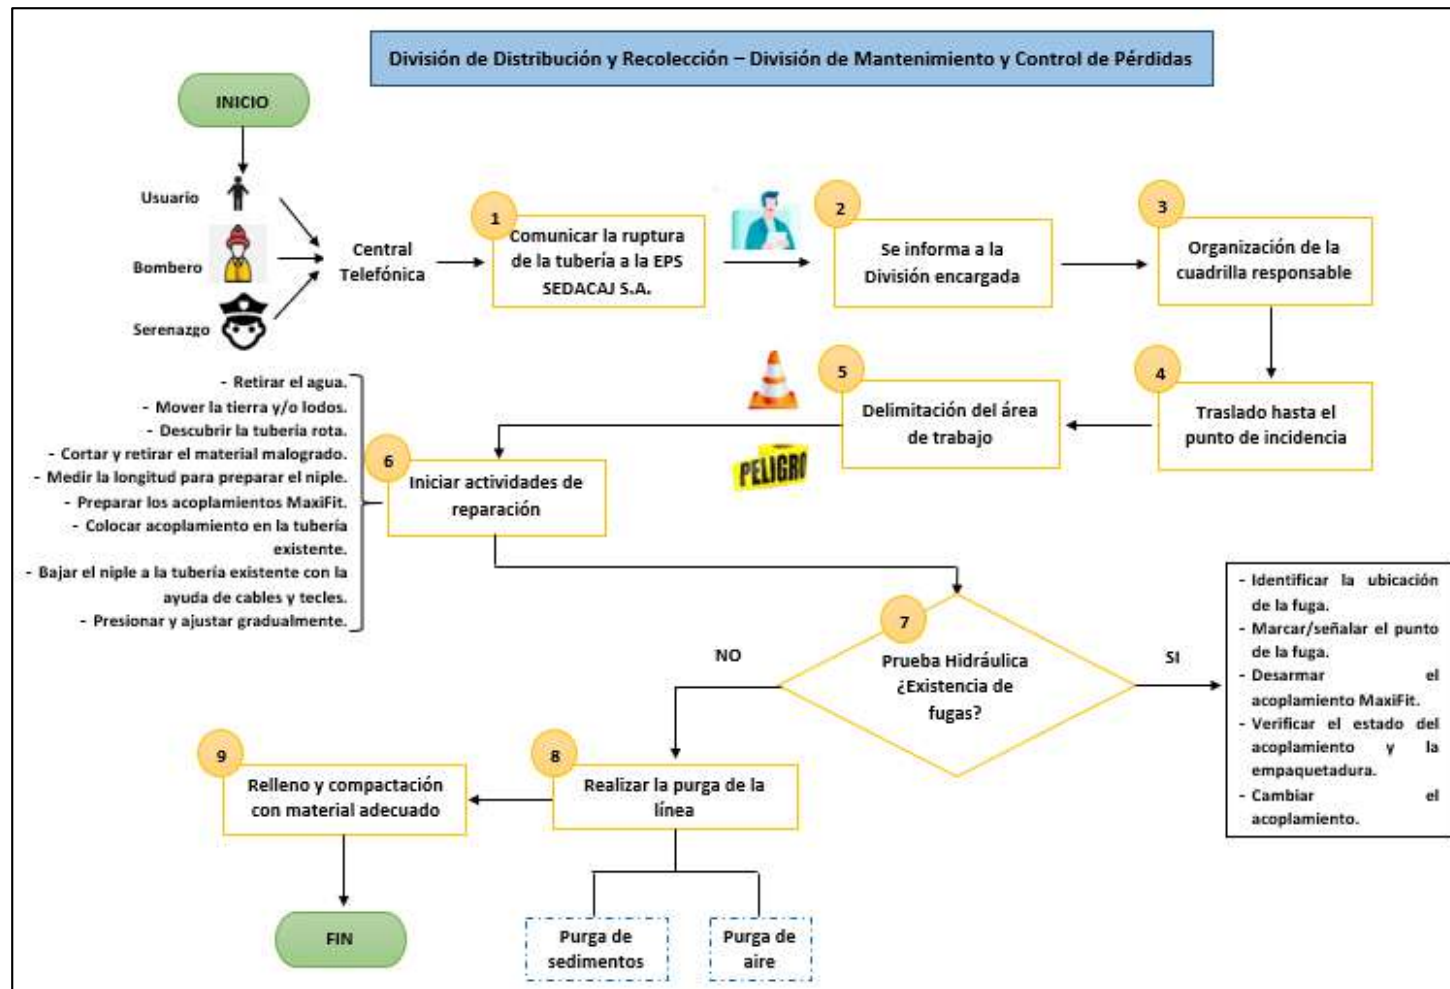 División de Distribución y Recolección – División de Mantenimiento y Control de Pérdidas
INICIO
Usuario
Bombero
Serenazgo
Central
Telefónica
1
Comunicar la ruptura
de la tubería a la EPS
SEDACAJ S.A.
2
Se informa a la
División encargada
3
Organización de la
cuadrilla responsable
4
Traslado hasta el
punto de incidencia
5
Delimitación del área
de trabajo
PELIGRO
6
Iniciar actividades de
reparación
- Retirar el agua.
- Mover la tierra y/o lodos.
- Descubrir la tubería rota.
- Cortar y retirar el material malogrado.
- Medir la longitud para preparar el niple.
- Preparar los acoplamientos MaxiFit.
- Colocar acoplamiento en la tubería
existente.
- Bajar el niple a la tubería existente con la
ayuda de cables y tecles.
- Presionar y ajustar gradualmente.
7
Prueba Hidráulica
¿Existencia de
fugas?
NO
SI
- Identificar la ubicación
de la fuga.
- Marcar/señalar el punto
de la fuga.
- Desarmar el
acoplamiento MaxiFit.
- Verificar el estado del
acoplamiento y la
empaquetadura.
- Cambiar el
acoplamiento.
8
Realizar la purga de la
línea
9
Relleno y compactación
con material adecuado
Purga de
sedimentos
Purga de
aire
FIN